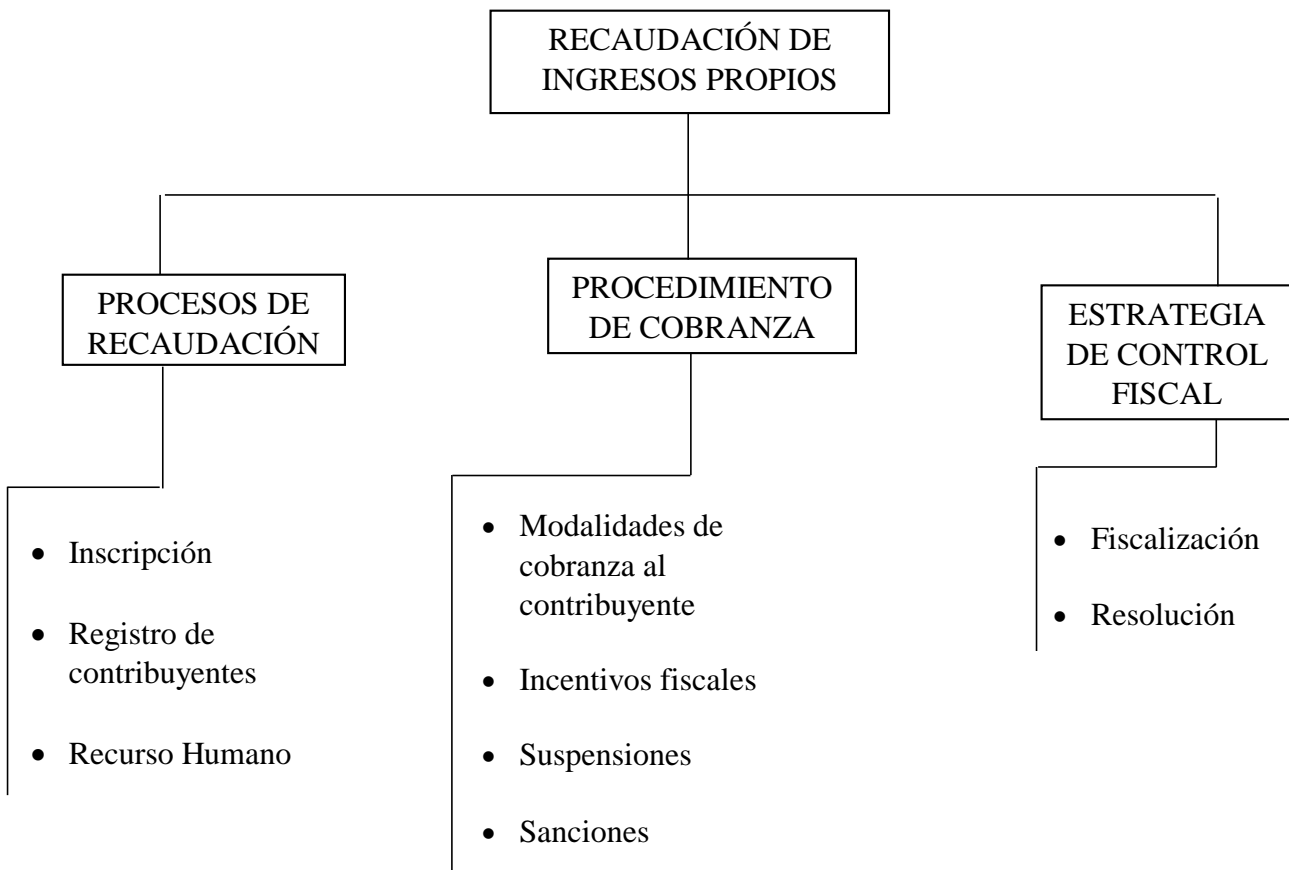 RECAUDACIÓN DE
INGRESOS PROPIOS
PROCESOS DE
RECAUDACIÓN
PROCEDIMIENTO
DE COBRANZA
ESTRATEGIA
DE CONTROL
FISCAL
• Inscripción
• Registro de
contribuyentes
• Recurso Humano
• Modalidades de
cobranza al
contribuyente
• Incentivos fiscales
• Suspensiones
• Sanciones
• Fiscalización
• Resolución